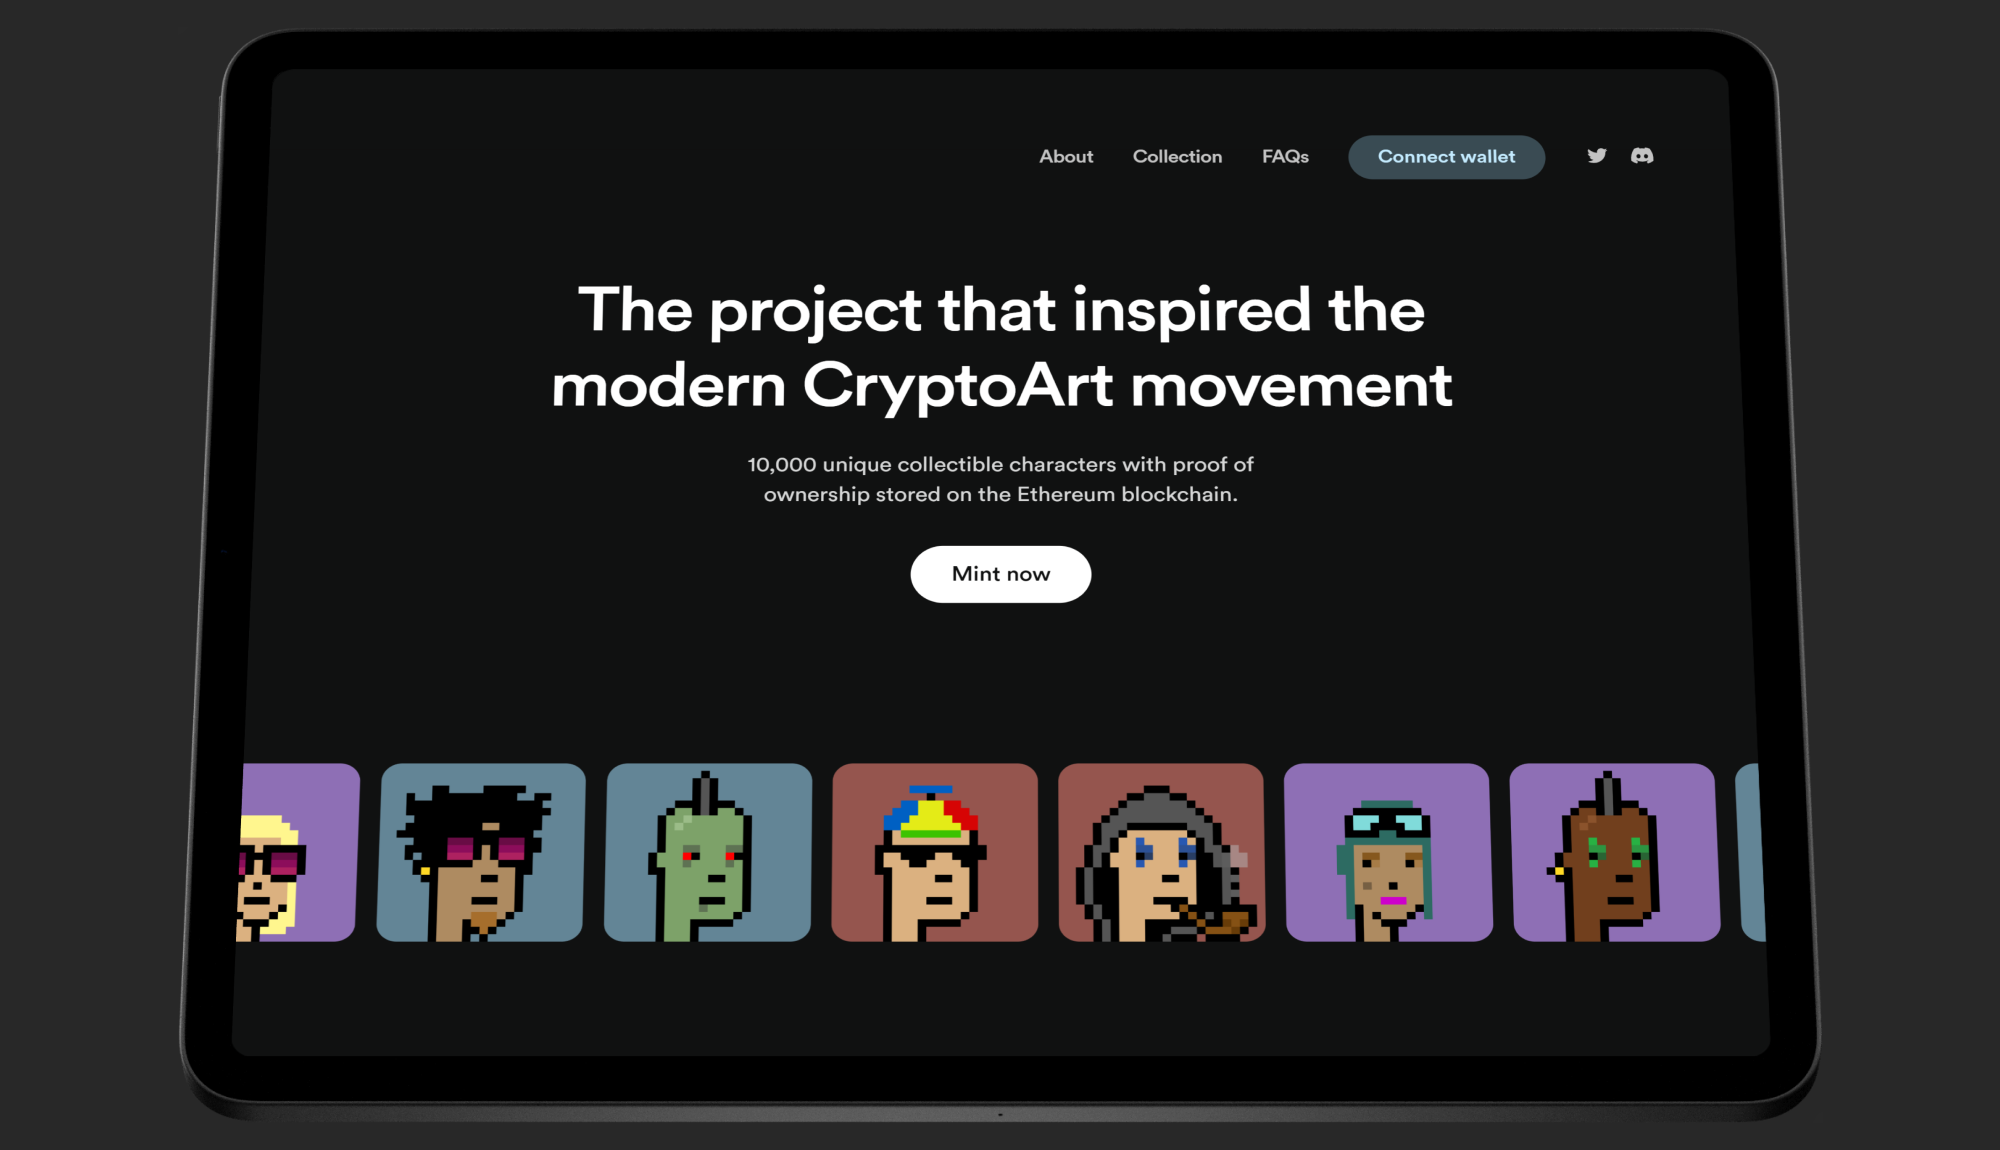 About Collection FAQs Connect wallet
The project that inspired the
modern CryptoArt movement
10,000 unique collectible characters with proof of
ownership stored on the Ethereum blockchain.
Mint now